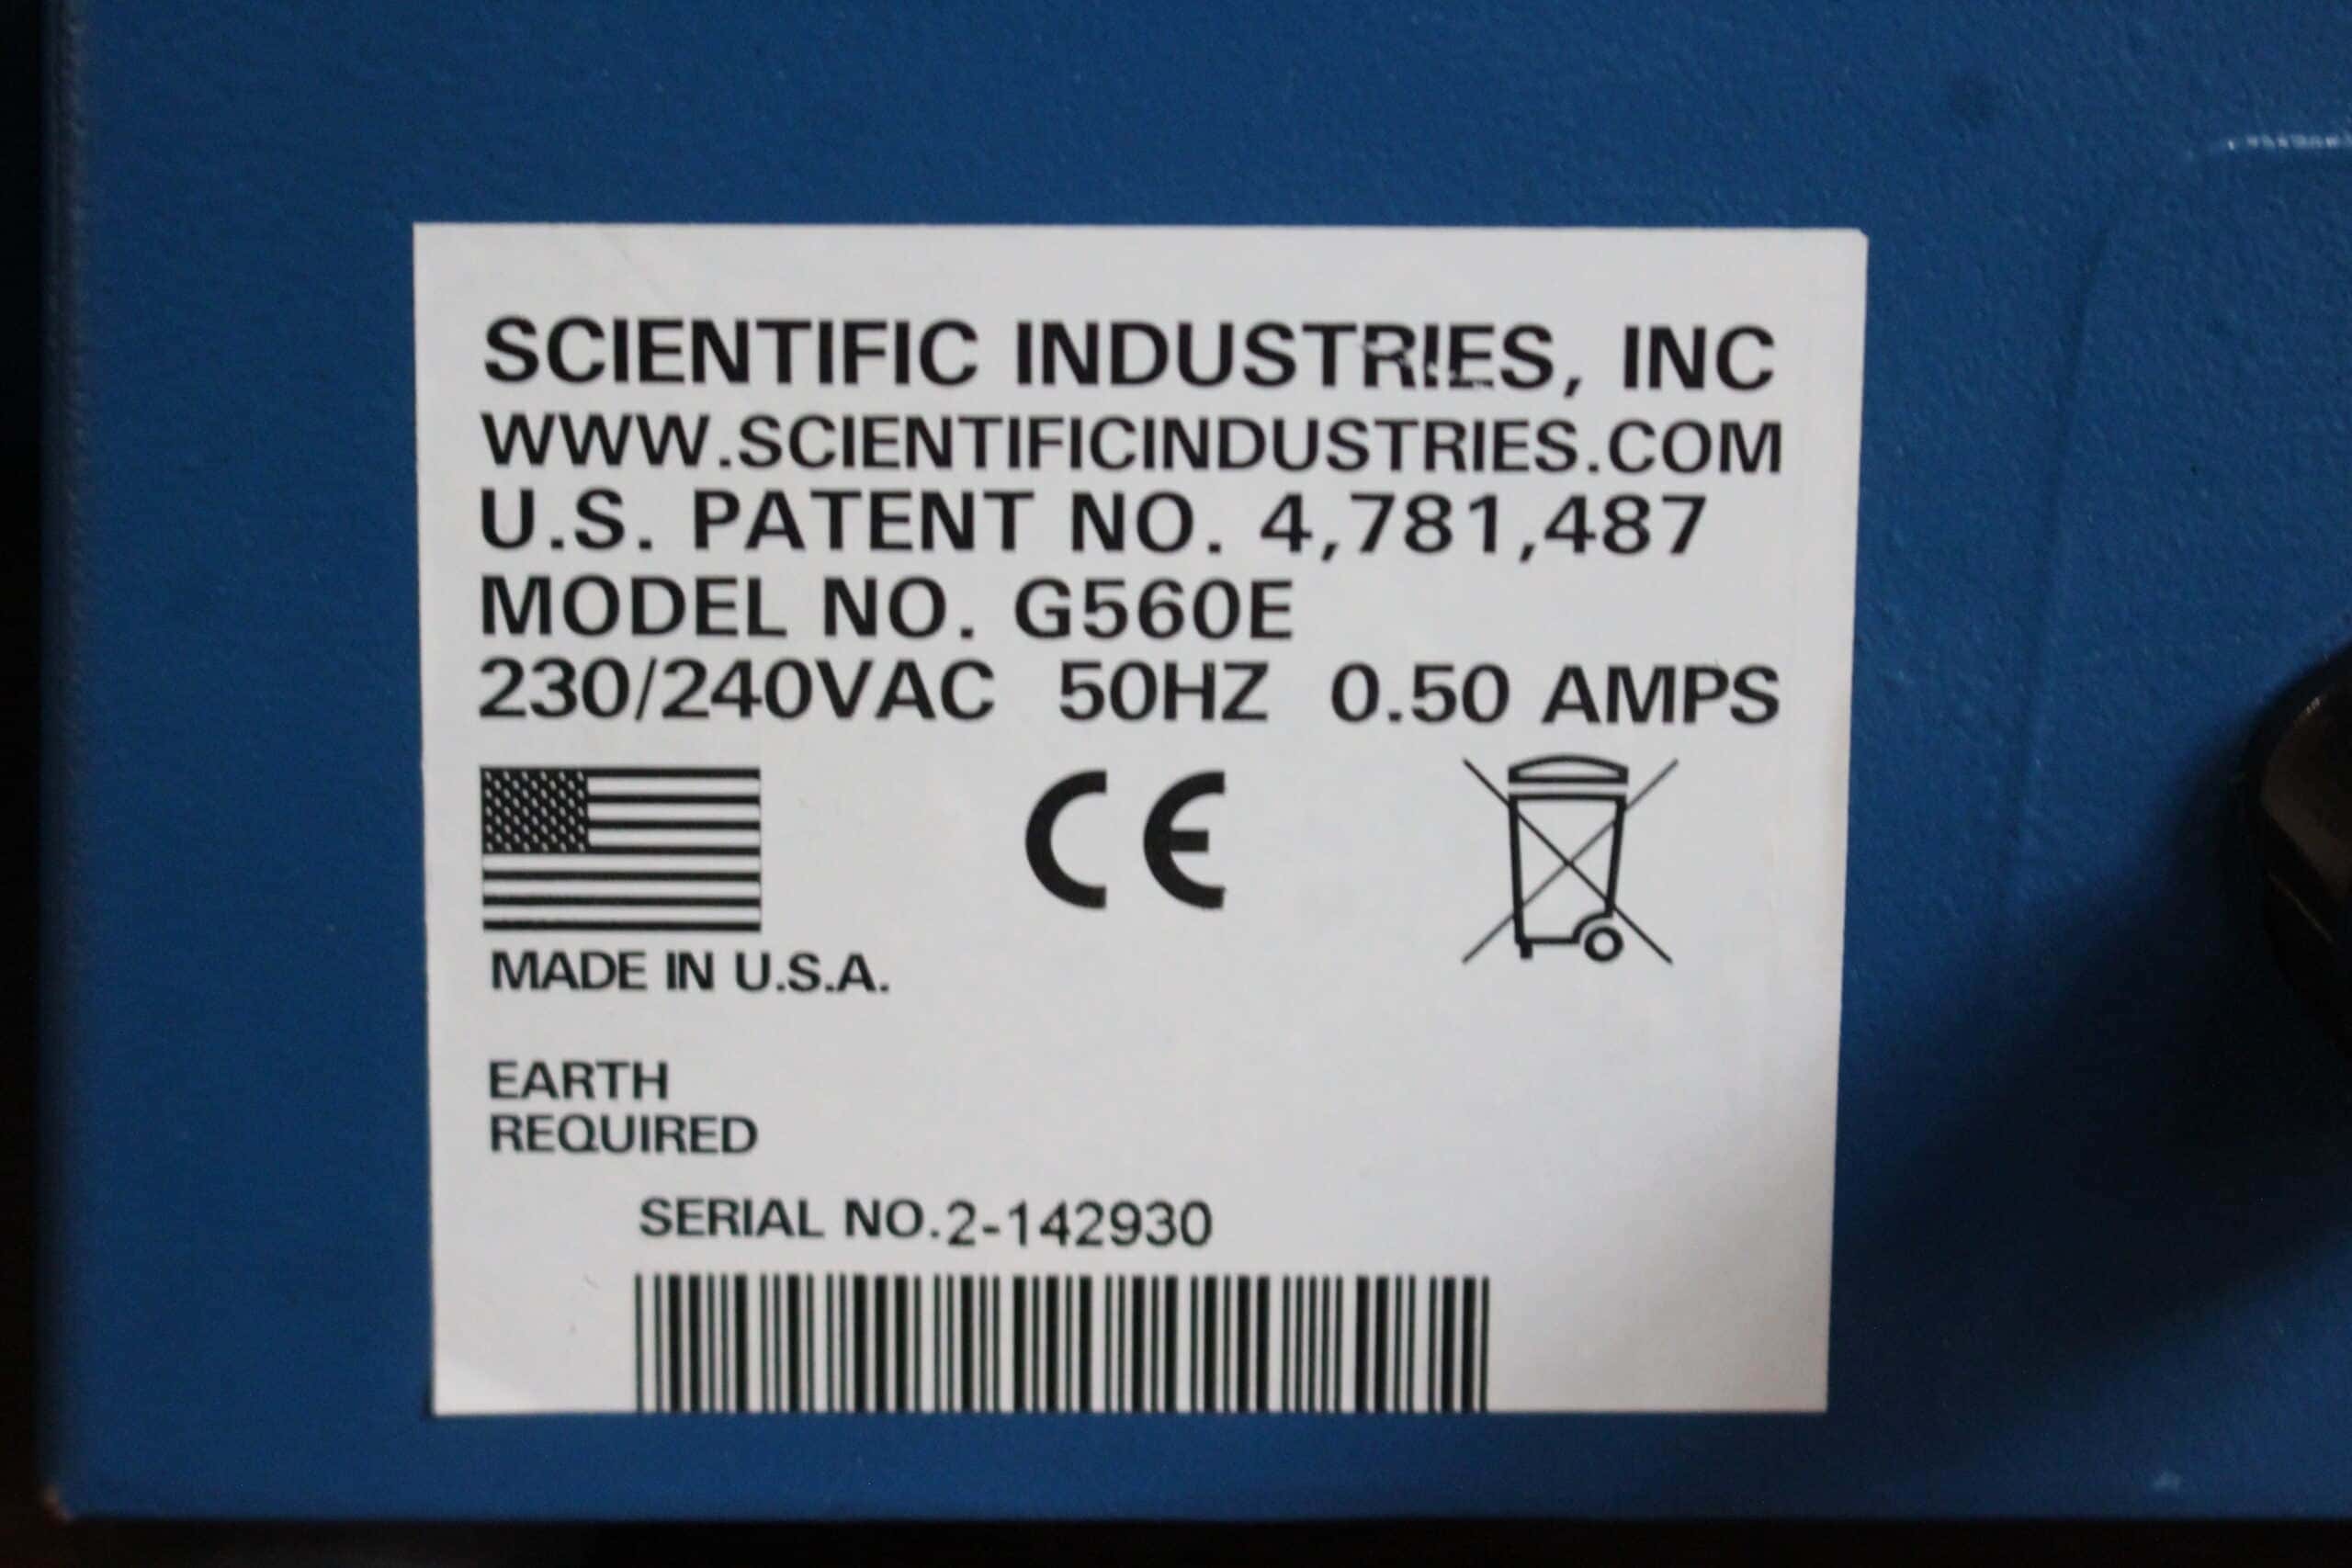 SCIENTIFIC INDUSTRIES, INC
WWW.SCIENTIFICINDUSTRIES.COM
U.S. PATENT NO. 4,781,487
MODEL NO. G560E
230/240VAC 50HZ 0.50 AMPS
CE
MADE IN U.S.A.
EARTH
REQUIRED
SERIAL NO.2-142930